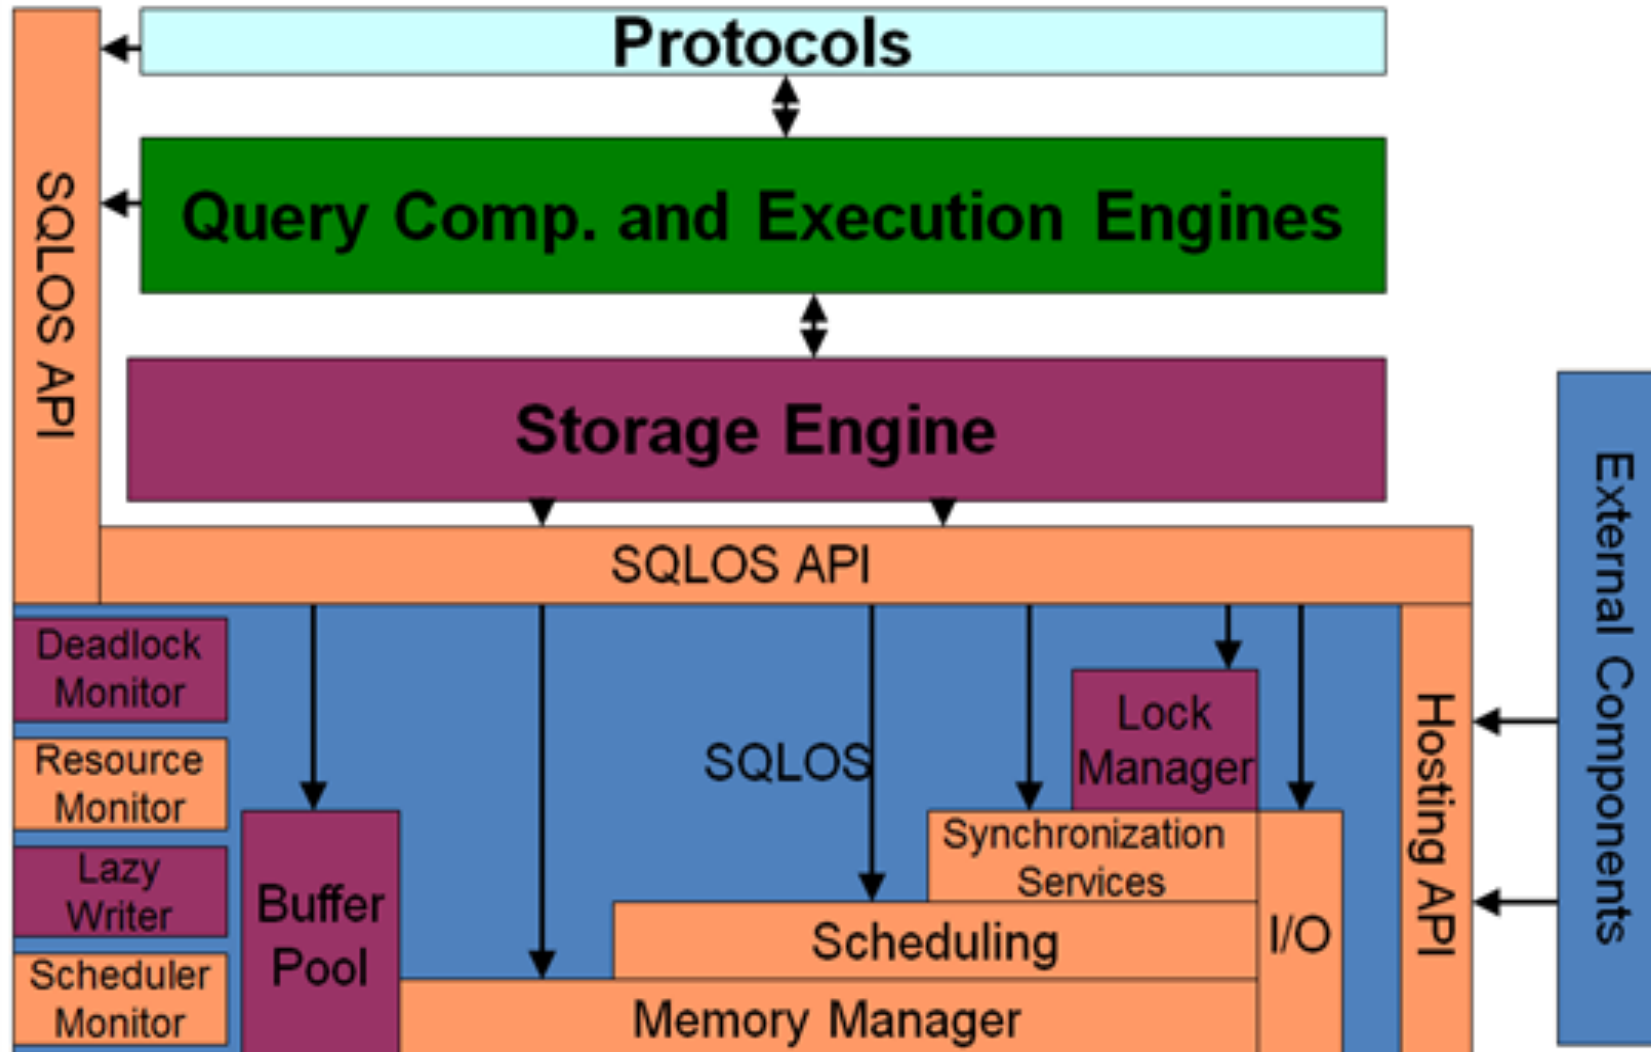 Protocols
SQLOS API
Query Comp. and Execution Engines
Storage Engine
SQLOS API
External Components
Deadlock
Monitor
Resource
Monitor
Lazy
Writer
Scheduler
Monitor
Buffer
Pool
SQLOS
Lock
Manager
Synchronization
Services
Scheduling
Memory Manager
I/O
Hosting API